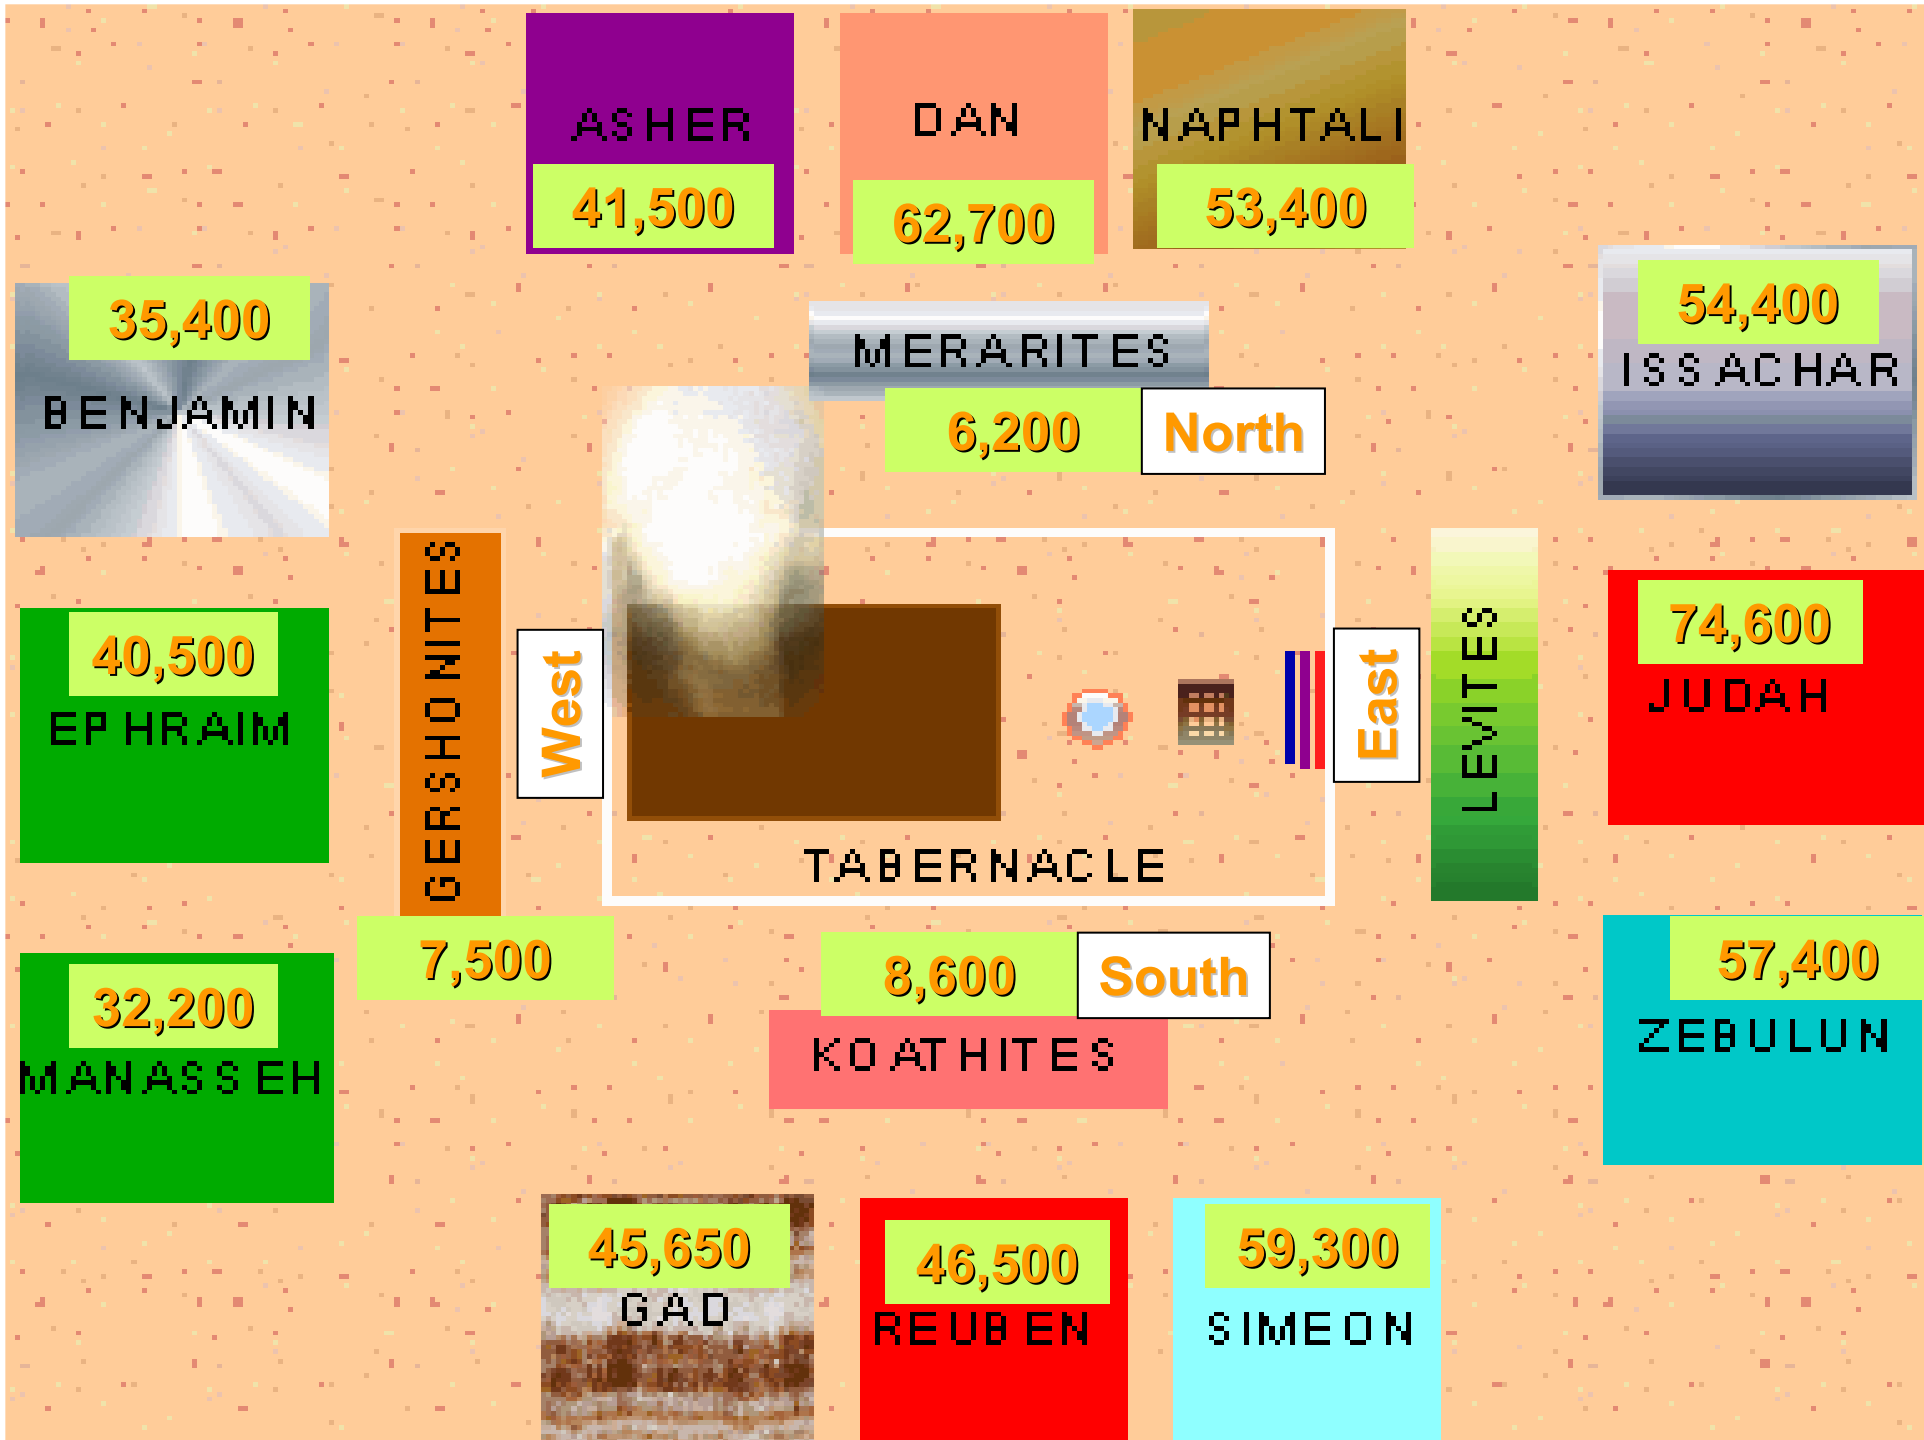 ASHER
41,500
DAN
62,700
NAPHTALI
53,400
35,400
BENJAMIN
MERARITES
6,200
North
54,400
ISSACHAR
40,500
EPHRAIM
GERSHONITES
West
TABERNACLE
East
LEVITES
74,600
JUDAH
7,500
8,600
South
KOATHITES
32,200
MANASSEH
57,400
ZEBULUN
45,650
GAD
46,500
REUBEN
59,300
SIMEON